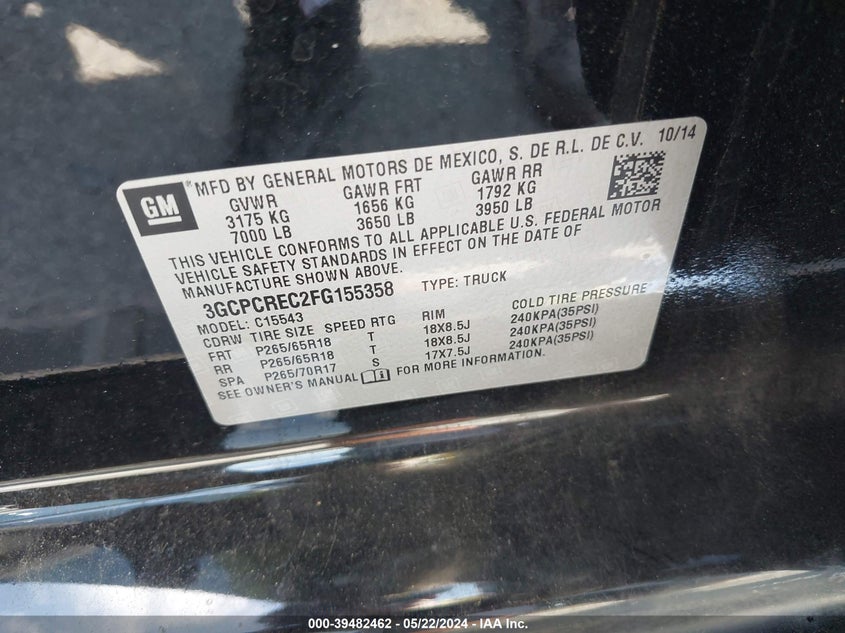 GM ® MFD BY GENERAL MOTORS DE MEXICO, S. DE R.L. DE C.V. 10/14
GVWR GAWR FRT GAWR RR
3175 KG 1656 KG 1792 KG
7000 LB 3650 LB 3950 LB
THIS VEHICLE CONFORMS TO ALL APPLICABLE U.S. FEDERAL MOTOR
VEHICLE SAFETY STANDARDS IN EFFECT ON THE DATE OF
MANUFACTURE SHOWN ABOVE.
3GCPCREC2FG155358 TYPE: TRUCK
MODEL: C15543
CDRW TIRE SIZE SPEED RTG RIM COLD TIRE PRESSURE
FRT P265/65R18 T 18X8.5J 240KPA(35PSI)
RR P265/65R18 T 18X8.5J 240KPA(35PSI)
SPA P265/70R17 S 17X7.5J 240KPA(35PSI)
SEE OWNER'S MANUAL FOR MORE INFORMATION.
000-39482462 - 05/22/2024 - IAA Inc.